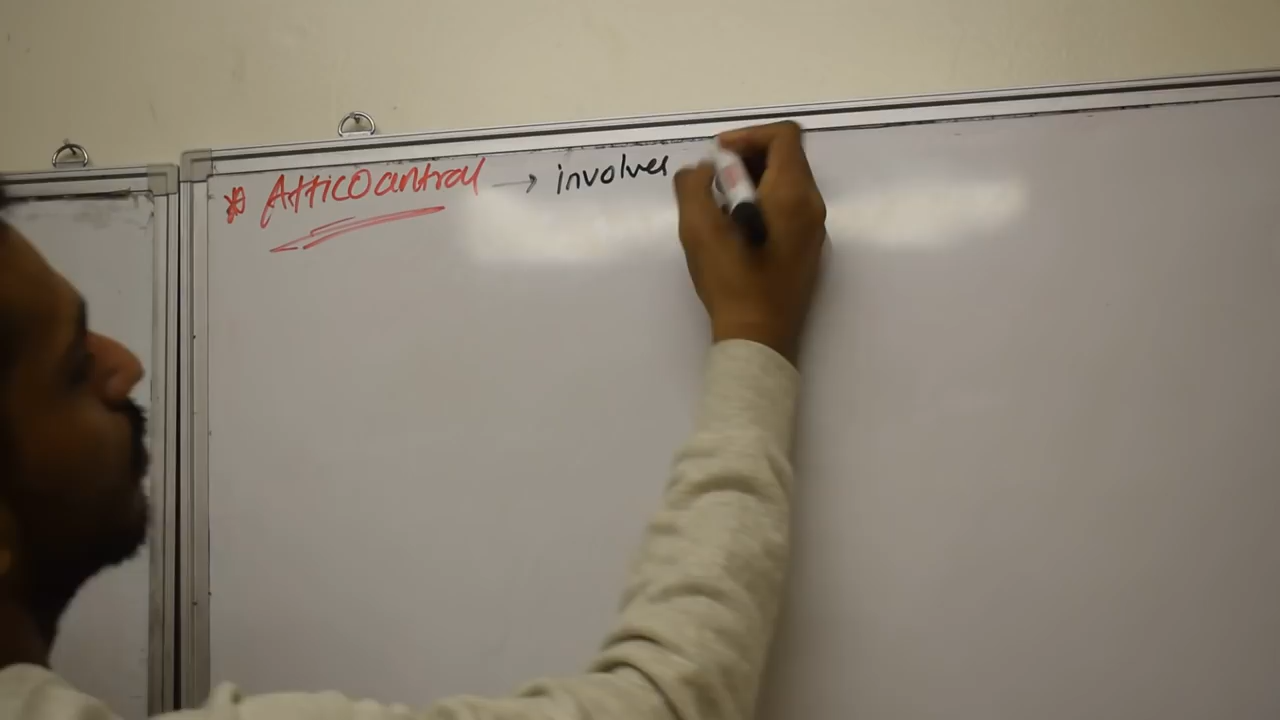 * AtticOantral → involves